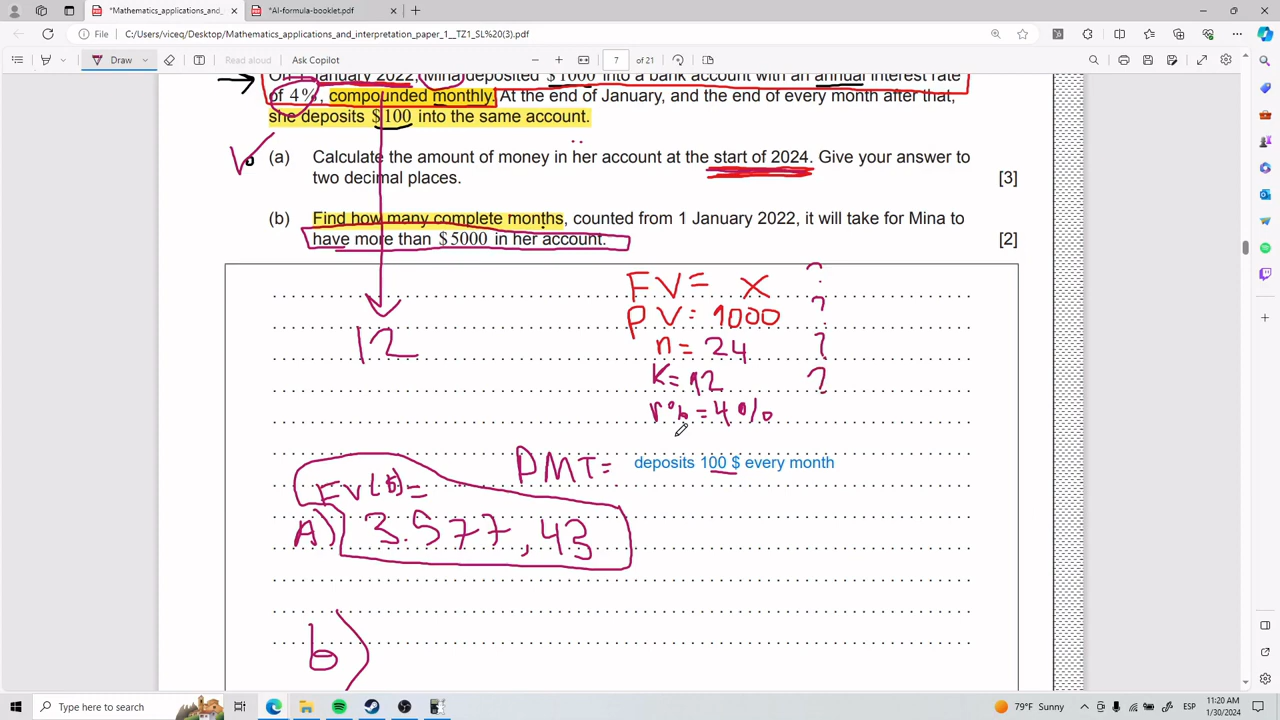 *Mathematics_applications_and_
*AI-formula-booklet.pdf
File
C:/Users/viceq/Desktop/Mathematics_applications_and_interpretation_paper_1__TZ1_SL%20(3).pdf
Draw
Read aloud
Ask Copilot
7
of 21
On 1 January 2022, Mina deposited $1000 into a bank account with an annual interest rate
of 4%, compounded monthly. At the end of January, and the end of every month after that,
she deposits $100 into the same account.
(a) Calculate the amount of money in her account at the start of 2024. Give your answer to
two decimal places. [3]
(b) Find how many complete months, counted from 1 January 2022, it will take for Mina to
have more than $5000 in her account. [2]
FV= X ?
PV: 1000 ?
12
n = 24 ?
K= 12 ?
r% = 4%
PMT= deposits 100 $ every month
FV(6)=
A) 3.577,43
b)
Type here to search
79°F Sunny
ESP
11:20 AM
1/30/2024